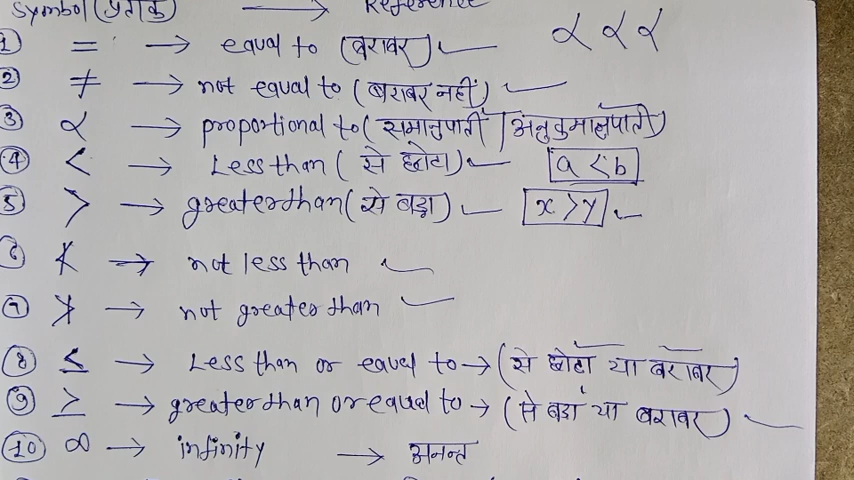 Symbol (प्रतीक) → Reference
① = → equal to (बराबर) ∝ ∝ ∝
② ≠ → not equal to (बराबर नहीं)
③ ∝ → proportional to (समानुपाती / अनुक्रमानुपाती)
④ < → Less than (से छोटा) a < b
⑤ > → greater than (से बड़ा) x > y
⑥ ≮ → not less than
⑦ ≯ → not greater than
⑧ ≤ → Less than or equal to → (से छोटा या बराबर)
⑨ ≥ → greater than or equal to → (से बड़ा या बराबर)
⑩ ∞ → infinity → अनन्त